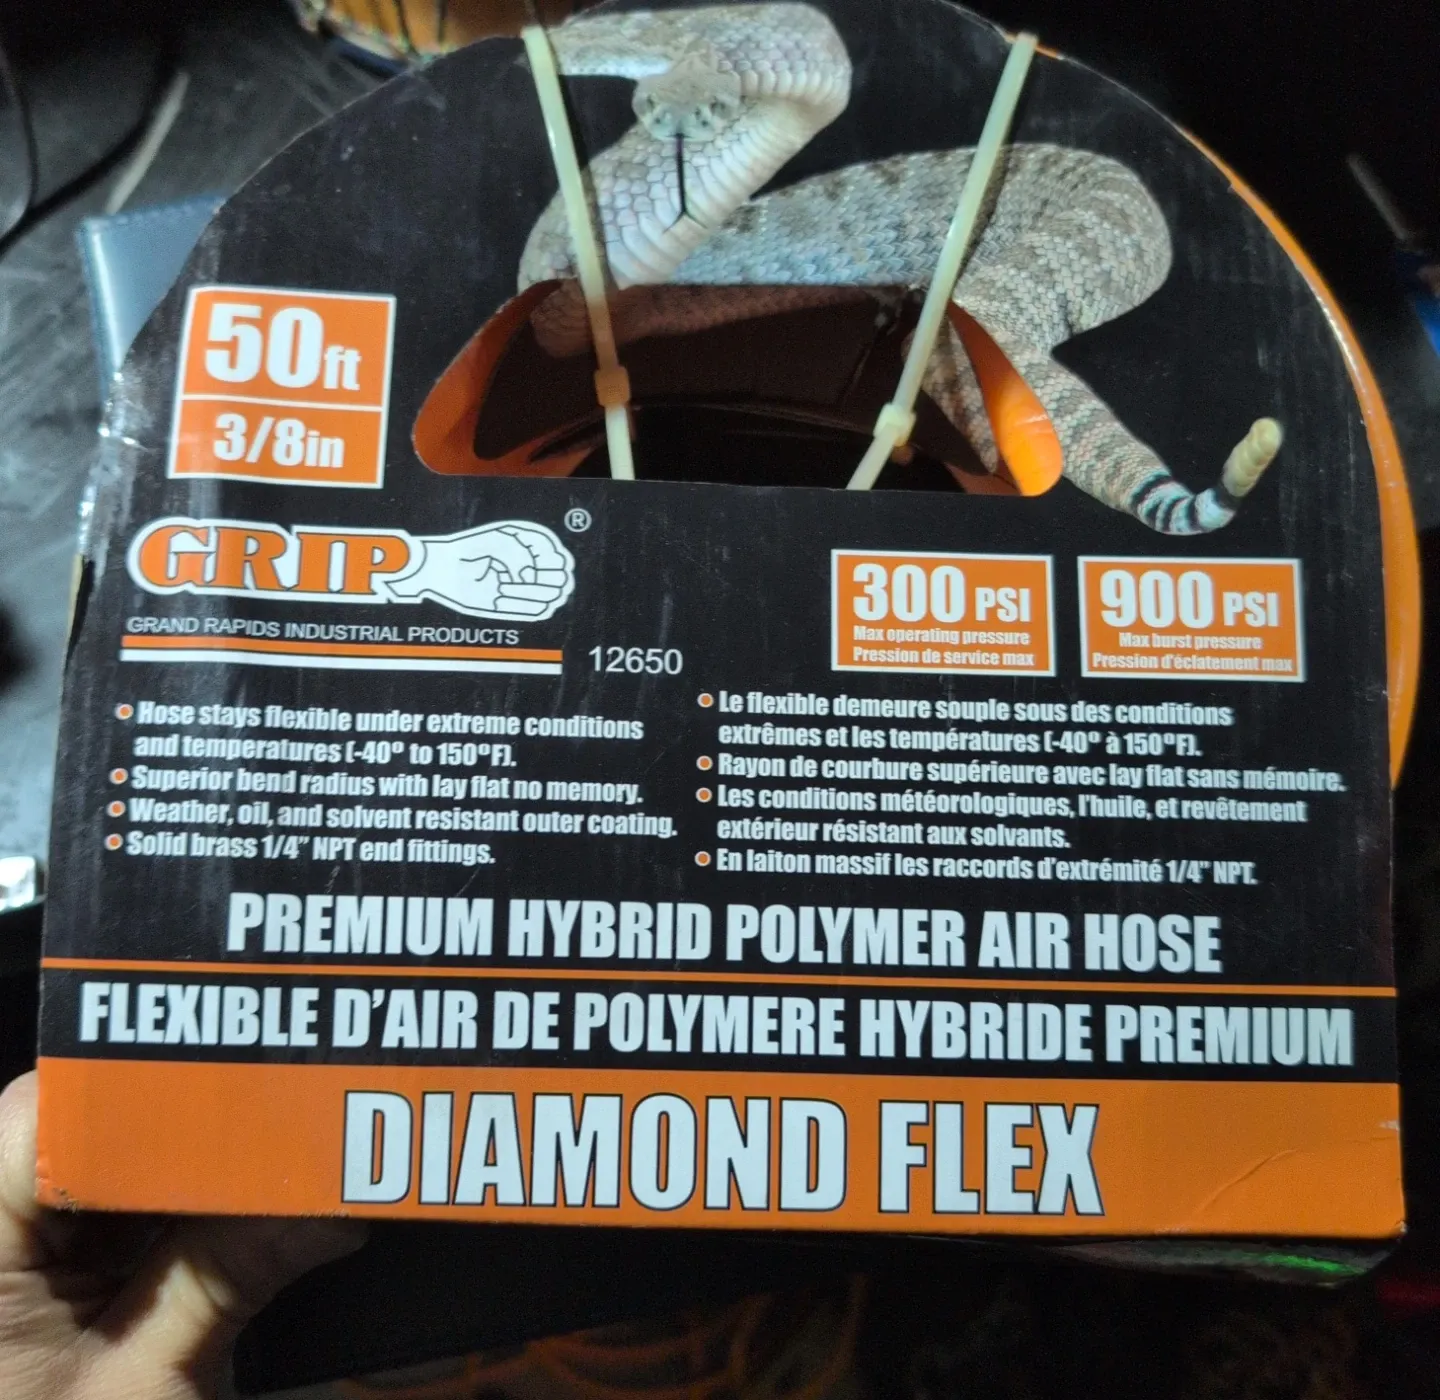 50ft
3/8in
GRIP®
GRAND RAPIDS INDUSTRIAL PRODUCTS
12650
300 PSI
Max operating pressure
Pression de service max
900 PSI
Max burst pressure
Pression d'éclatement max
Hose stays flexible under extreme conditions
and temperatures (-40° to 150°F).
Superior bend radius with lay flat no memory.
Weather, oil, and solvent resistant outer coating.
Solid brass 1/4" NPT end fittings.
Le flexible demeure souple sous des conditions
extrêmes et les températures (-40° à 150°F).
Rayon de courbure supérieure avec lay flat sans mémoire.
Les conditions météorologiques, l'huile, et revêtement
extérieur résistant aux solvants.
En laiton massif les raccords d'extrémité 1/4" NPT.
PREMIUM HYBRID POLYMER AIR HOSE
FLEXIBLE D'AIR DE POLYMERE HYBRIDE PREMIUM
DIAMOND FLEX